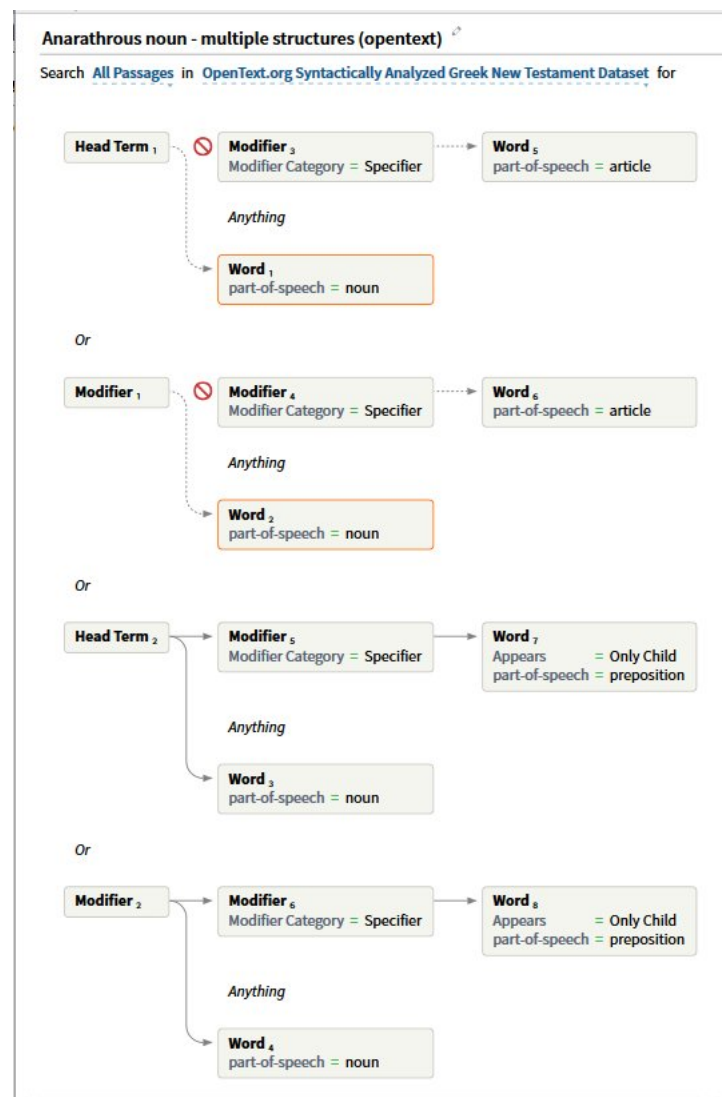 Anarathrous noun - multiple structures (opentext)
Search All Passages in OpenText.org Syntactically Analyzed Greek New Testament Dataset for
Head Term 1
Modifier 3
Modifier Category = Specifier
Word 5
part-of-speech = article
Anything
Word 1
part-of-speech = noun
Or
Modifier 1
Modifier 4
Modifier Category = Specifier
Word 6
part-of-speech = article
Anything
Word 2
part-of-speech = noun
Or
Head Term 2
Modifier 5
Modifier Category = Specifier
Word 7
Appears = Only Child
part-of-speech = preposition
Anything
Word 3
part-of-speech = noun
Or
Modifier 2
Modifier 6
Modifier Category = Specifier
Word 8
Appears = Only Child
part-of-speech = preposition
Anything
Word 4
part-of-speech = noun